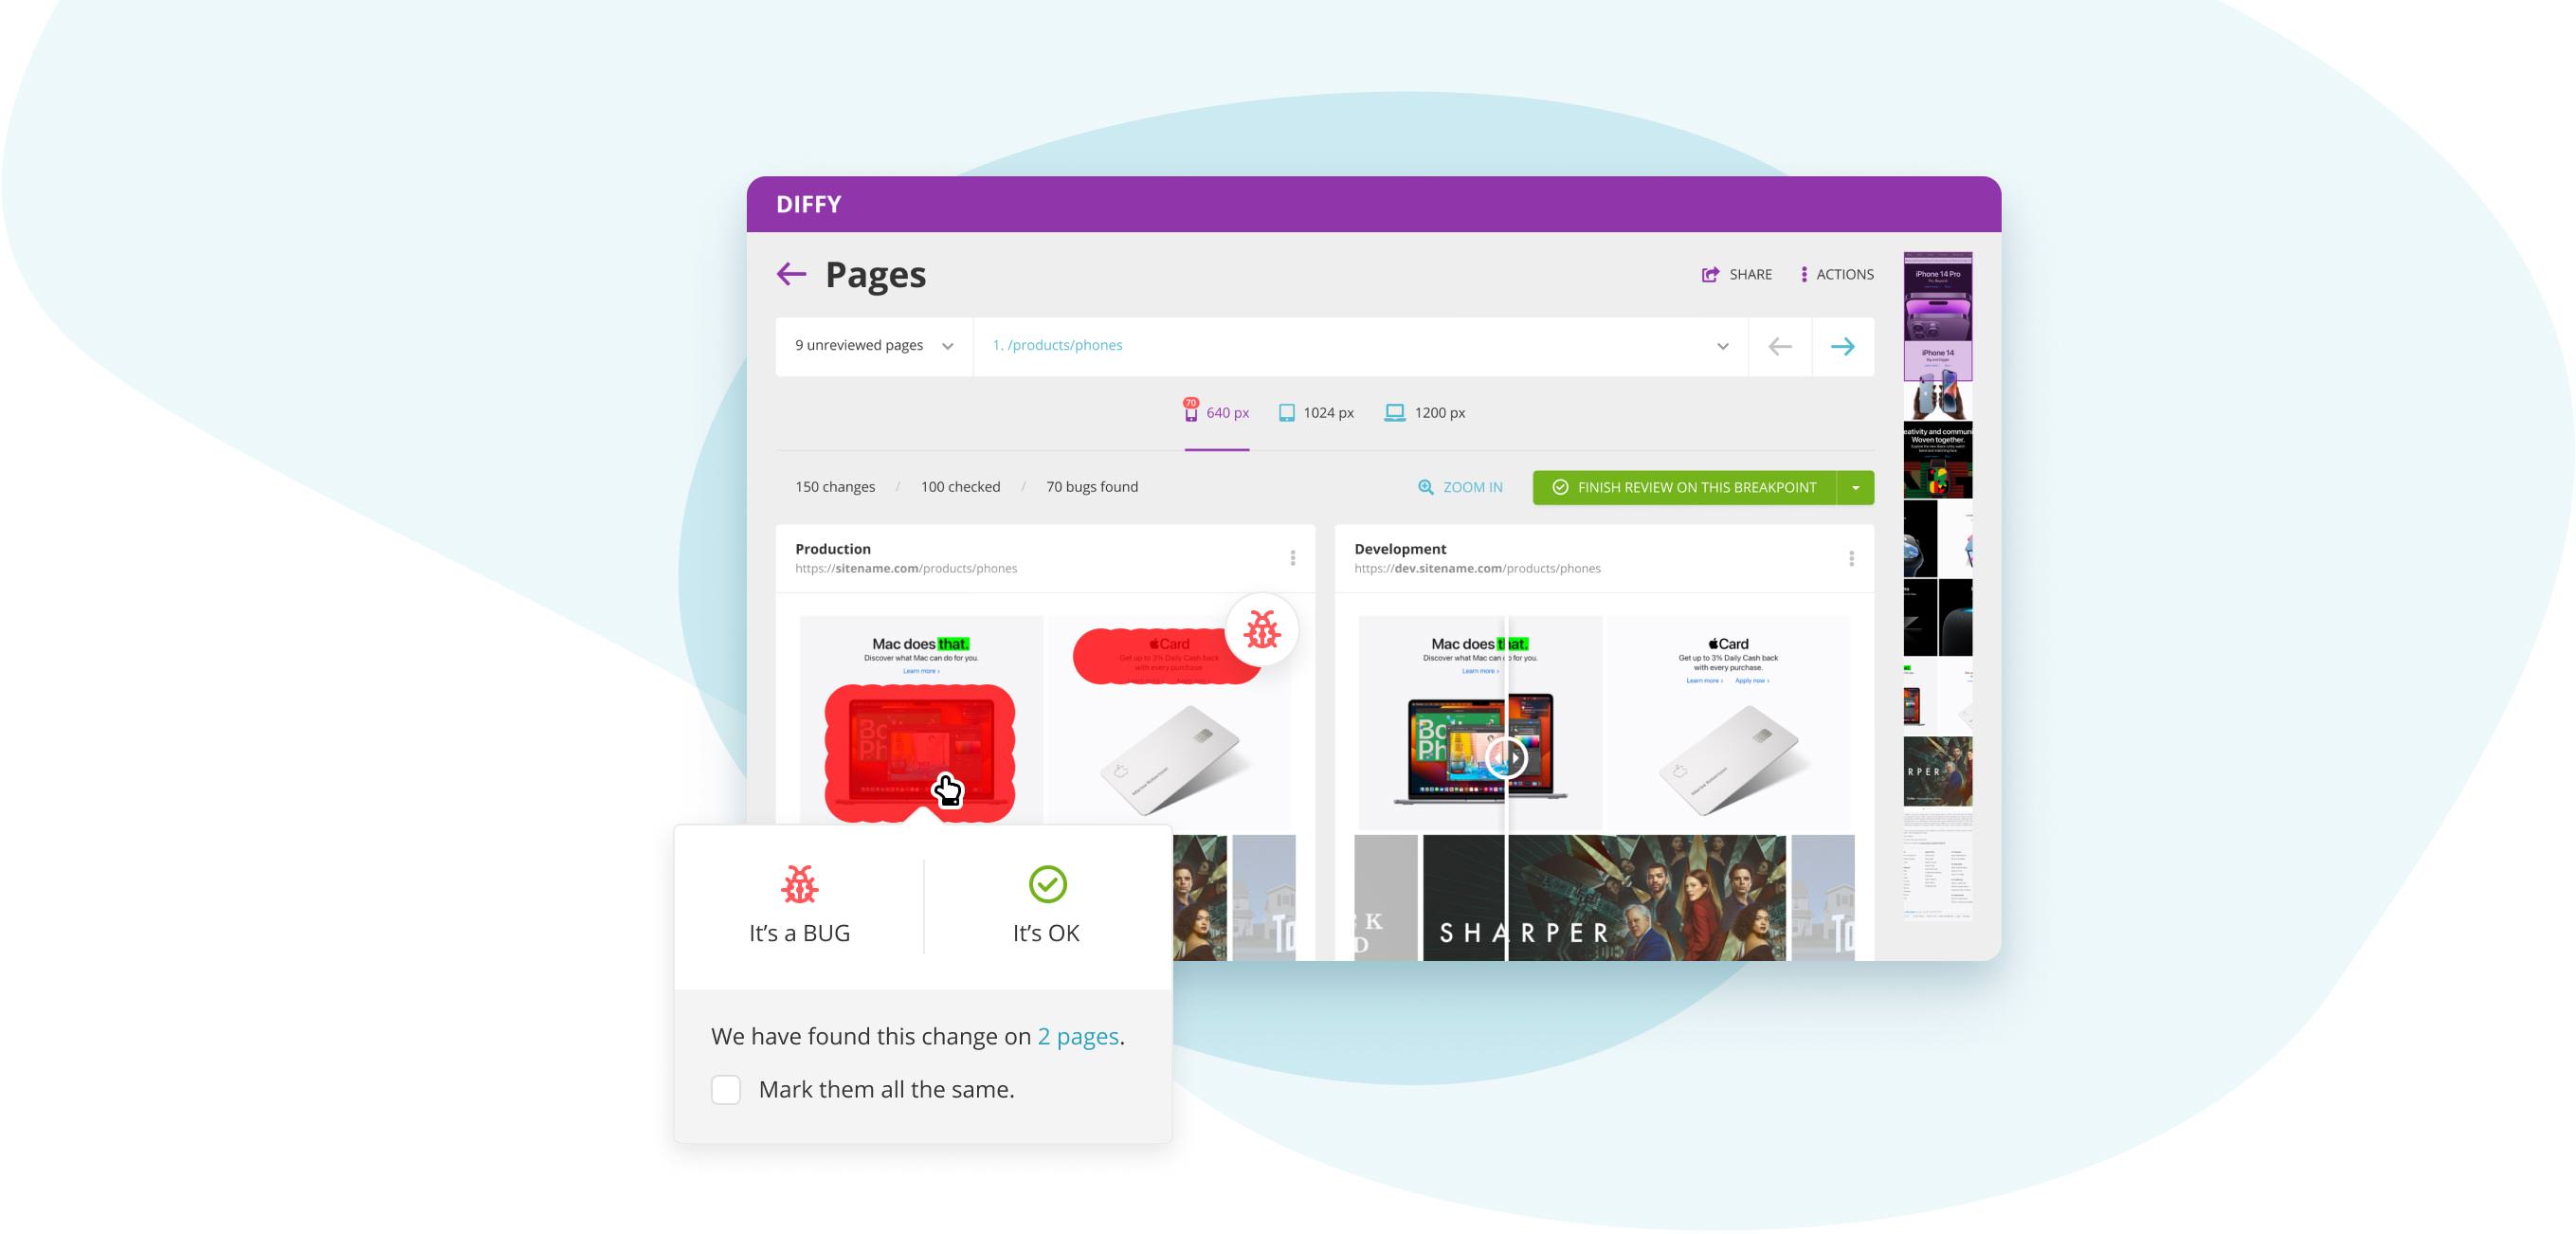 DIFFY
Pages
SHARE
ACTIONS
9 unreviewed pages
1. /products/phones
70
640 px
1024 px
1200 px
150 changes / 100 checked / 70 bugs found
ZOOM IN
FINISH REVIEW ON THIS BREAKPOINT
Production
https://sitename.com/products/phones
Development
https://dev.sitename.com/products/phones
Mac does that.
Discover what Mac can do for you.
Learn more ›
Card
Get up to 3% Daily Cash back
with every purchase
Mac does that.
Discover what Mac can do for you.
Learn more ›
Card
Get up to 3% Daily Cash back
with every purchase.
Learn more › Apply now ›
SHARPER
It's a BUG
It's OK
We have found this change on 2 pages.
Mark them all the same.
iPhone 14 Pro
iPhone 14
Woven together.
RPER